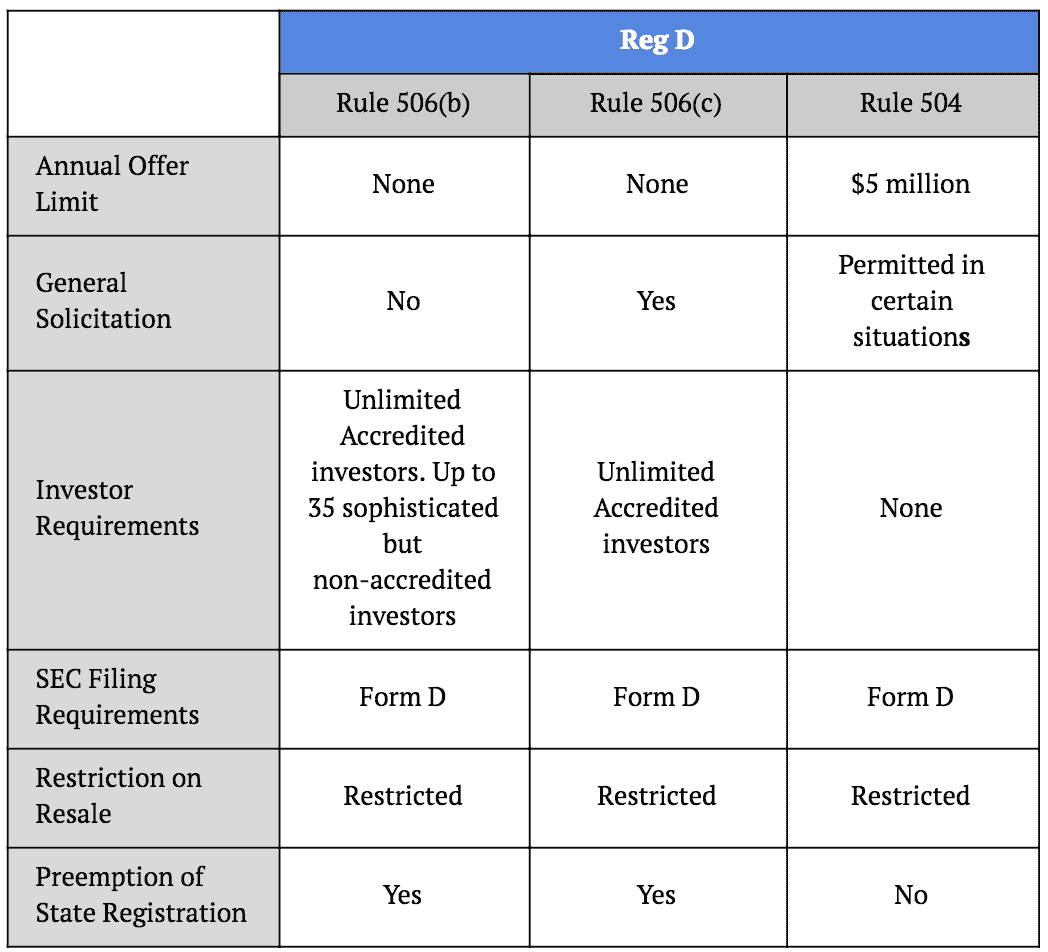 Reg D
Rule 506(b)
Rule 506(c)
Rule 504
Annual Offer
Limit
None
None
$5 million
General
Solicitation
No
Yes
Permitted in
certain
situations
Investor
Requirements
Unlimited
Accredited
investors. Up to
35 sophisticated
but
non-accredited
investors
Unlimited
Accredited
investors
None
SEC Filing
Requirements
Form D
Form D
Form D
Restriction on
Resale
Restricted
Restricted
Restricted
Preemption of
State Registration
Yes
Yes
No